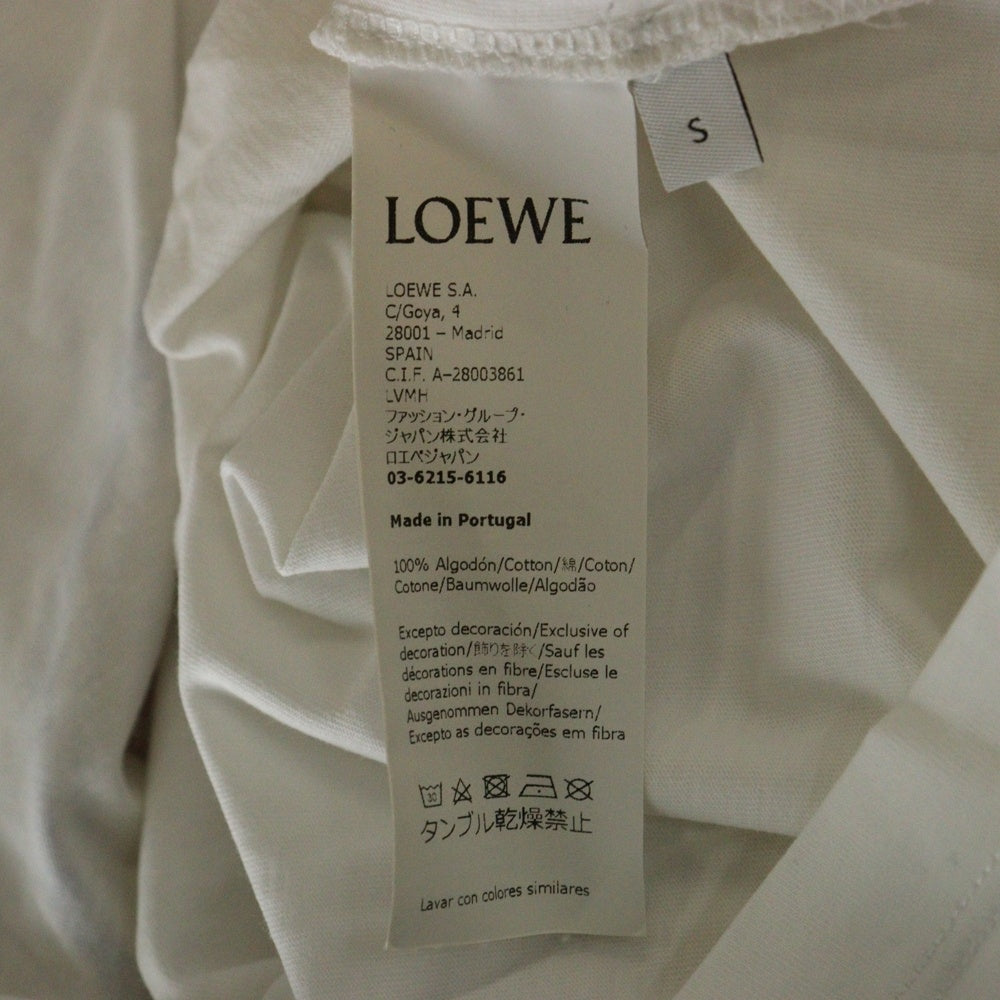 S
LOEWE
LOEWE S.A.
C/Goya, 4
28001 – Madrid
SPAIN
C.I.F. A–28003861
LVMH
ファッション・グループ・
ジャパン株式会社
ロエベジャパン
03-6215-6116
Made in Portugal
100% Algodón/Cotton/綿/Coton/
Cotone/Baumwolle/Algodão
Excepto decoración/Exclusive of
decoration/飾りを除く/Sauf les
décorations en fibre/Escluse le
decorazioni in fibra/
Ausgenommen Dekorfasern/
Excepto as decorações em fibra
30
タンブル乾燥禁止
Lavar con colores similares